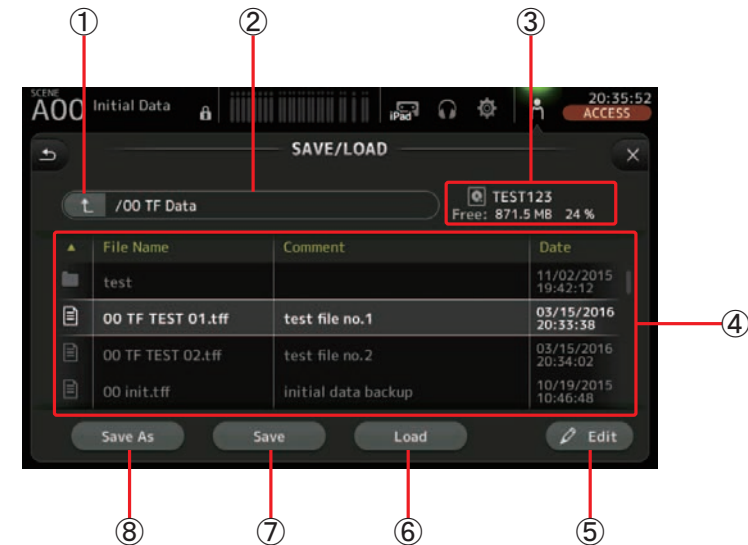 ① ② ③
SCENE
A00 Initial Data iPad 20:35:52
ACCESS
SAVE/LOAD
/00 TF Data
TEST123
Free: 871.5 MB 24 %
File Name Comment Date
test 11/02/2015 19:42:12
00 TF TEST 01.tff test file no.1 03/15/2016 20:33:38
④
00 TF TEST 02.tff test file no.2 03/15/2016 20:34:02
00 init.tff initial data backup 10/19/2015 10:46:48
Save As Save Load Edit
⑧ ⑦ ⑥ ⑤